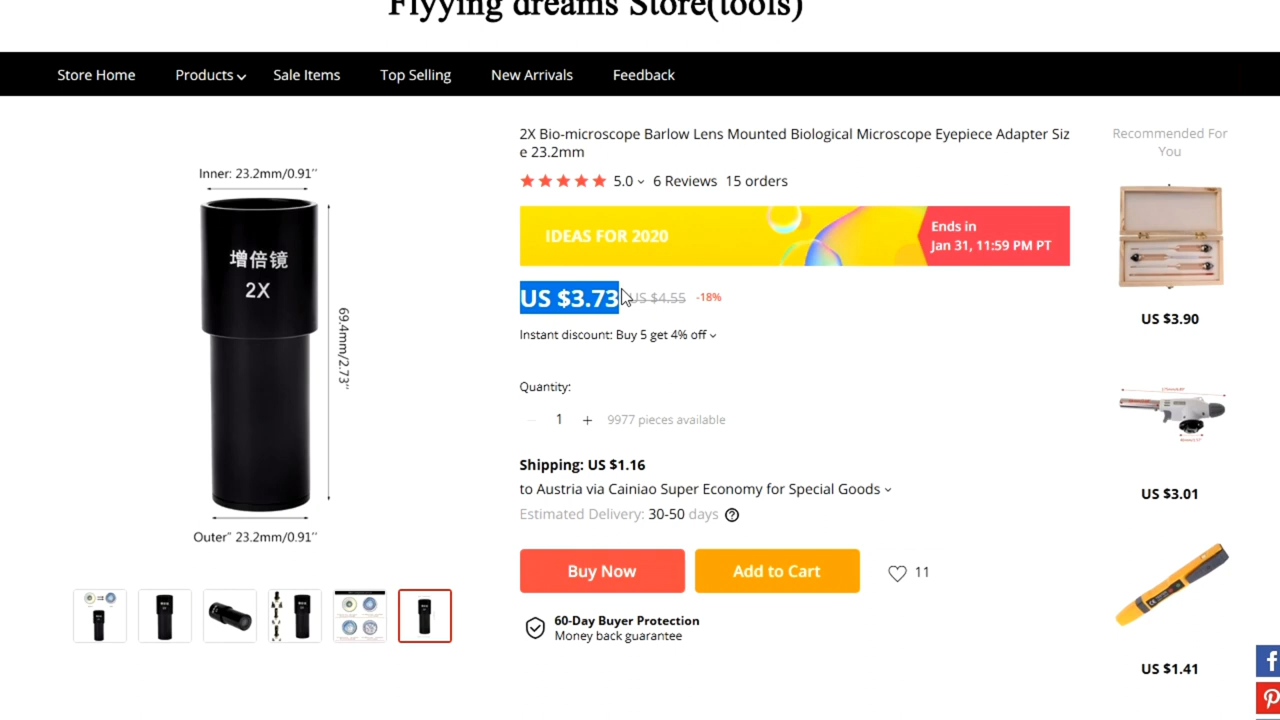 Flyying dreams Store(tools)
Store Home Products Sale Items Top Selling New Arrivals Feedback
2X Bio-microscope Barlow Lens Mounted Biological Microscope Eyepiece Adapter Siz
e 23.2mm
5.0 6 Reviews 15 orders
IDEAS FOR 2020
Ends in
Jan 31, 11:59 PM PT
US $3.73 US $4.55 -18%
Instant discount: Buy 5 get 4% off
Quantity:
1 + 9977 pieces available
Shipping: US $1.16
to Austria via Cainiao Super Economy for Special Goods
Estimated Delivery: 30-50 days
Buy Now Add to Cart 11
60-Day Buyer Protection
Money back guarantee
Inner: 23.2mm/0.91′′
增倍镜
2X
69.4mm/2.73′′
Outer" 23.2mm/0.91′′
Recommended For
You
US $3.90
US $3.01
US $1.41